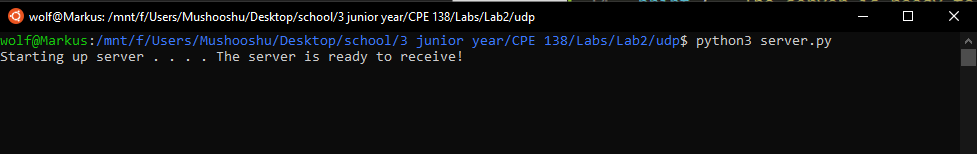 wolf@Markus: /mnt/f/Users/Mushooshu/Desktop/school/3 junior year/CPE 138/Labs/Lab2/udp
wolf@Markus:/mnt/f/Users/Mushooshu/Desktop/school/3 junior year/CPE 138/Labs/Lab2/udp$ python3 server.py
Starting up server . . . . The server is ready to receive!